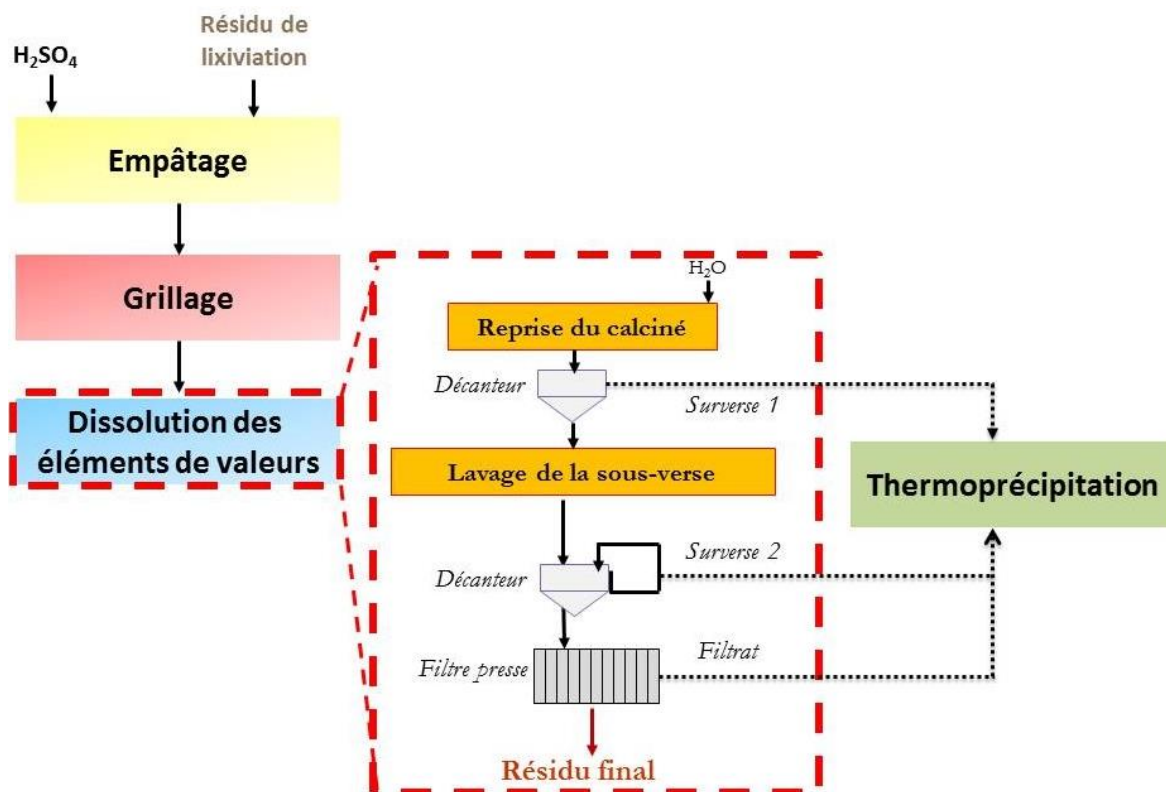 Résidu de
lixiviation
H₂SO₄
Empâtage
Grillage
Dissolution des
éléments de valeurs
H₂O
Reprise du calciné
Décanteur
Surverse 1
Lavage de la sous-verse
Thermoprécipitation
Surverse 2
Décanteur
Filtre presse
Filtrat
Résidu final